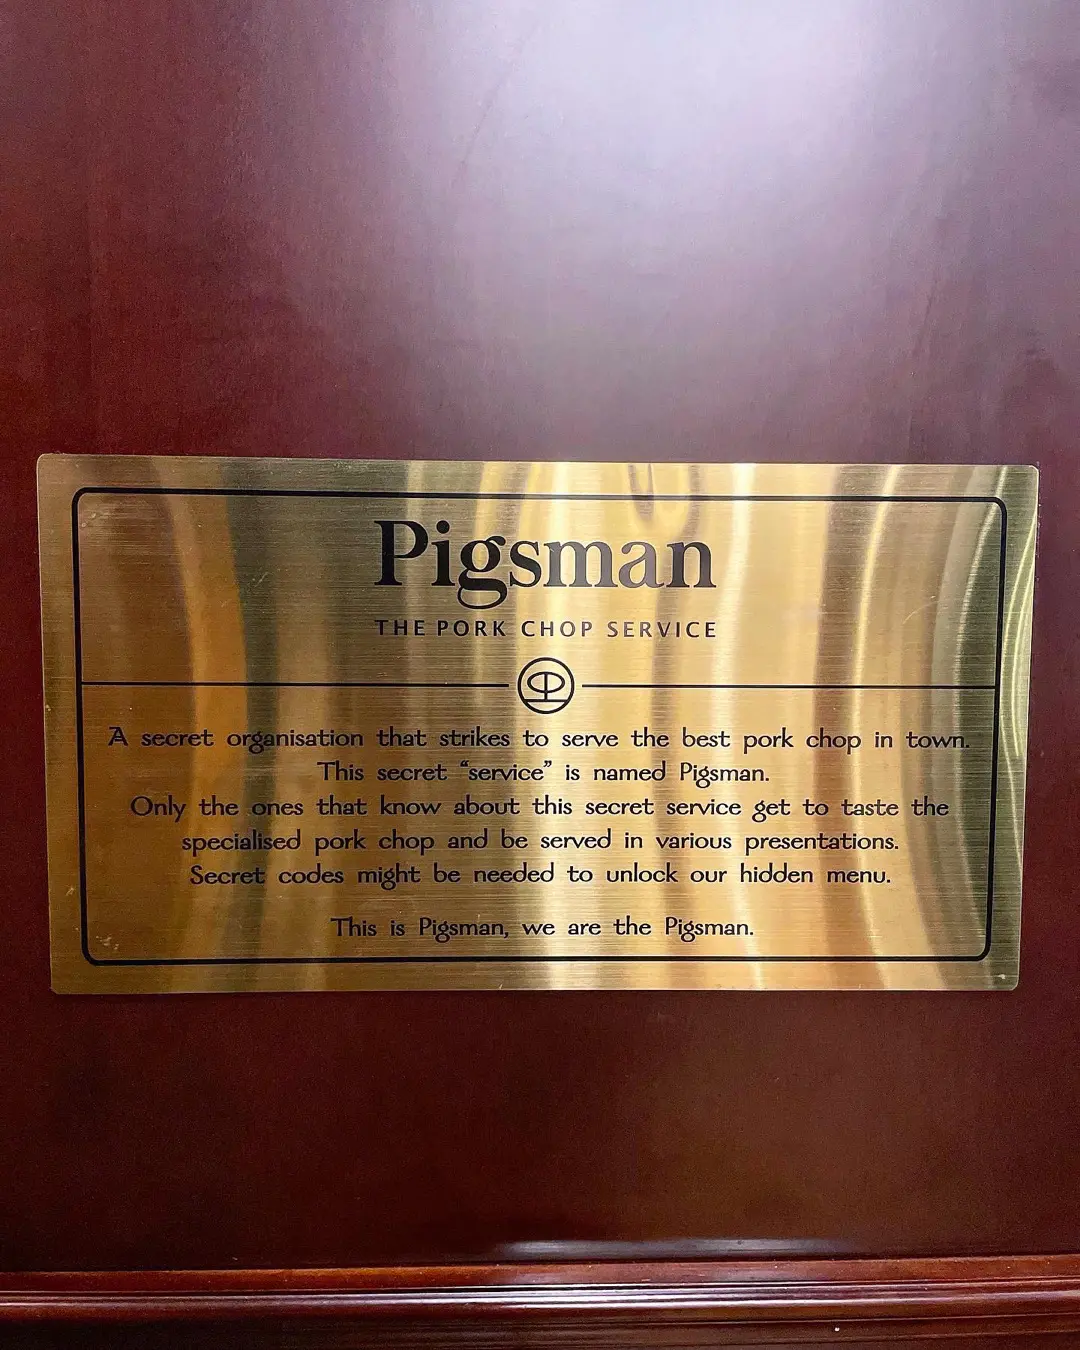 Pigsman
THE PORK CHOP SERVICE
A secret organisation that strikes to serve the best pork chop in town.
This secret “service” is named Pigsman.
Only the ones that know about this secret service get to taste the
specialised pork chop and be served in various presentations.
Secret codes might be needed to unlock our hidden menu.
This is Pigsman, we are the Pigsman.